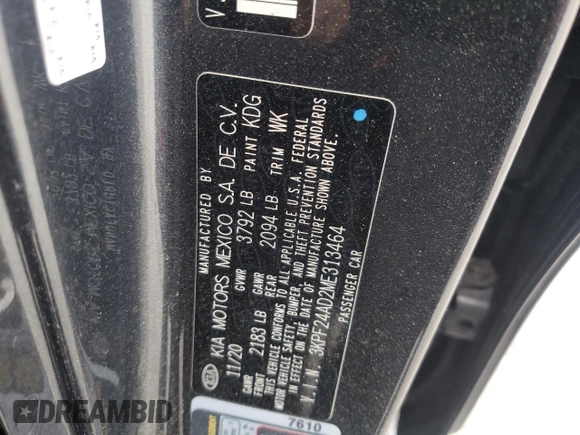 MANUFACTURED BY
KIA MOTORS MEXICO S.A. DE C.V.
11/20 GVWR 3792 LB PAINT KDG
GAWR FRONT 2183 LB GAWR REAR 2094 LB TRIM WK
THIS VEHICLE CONFORMS TO ALL APPLICABLE U.S.A. FEDERAL
MOTOR VEHICLE SAFETY, BUMPER, AND THEFT PREVENTION STANDARDS
IN EFFECT ON THE DATE OF MANUFACTURE SHOWN ABOVE.
V.I.N. 3KPF24AD2ME313464
PASSENGER CAR
KIA
7610
V.
DREAMBID